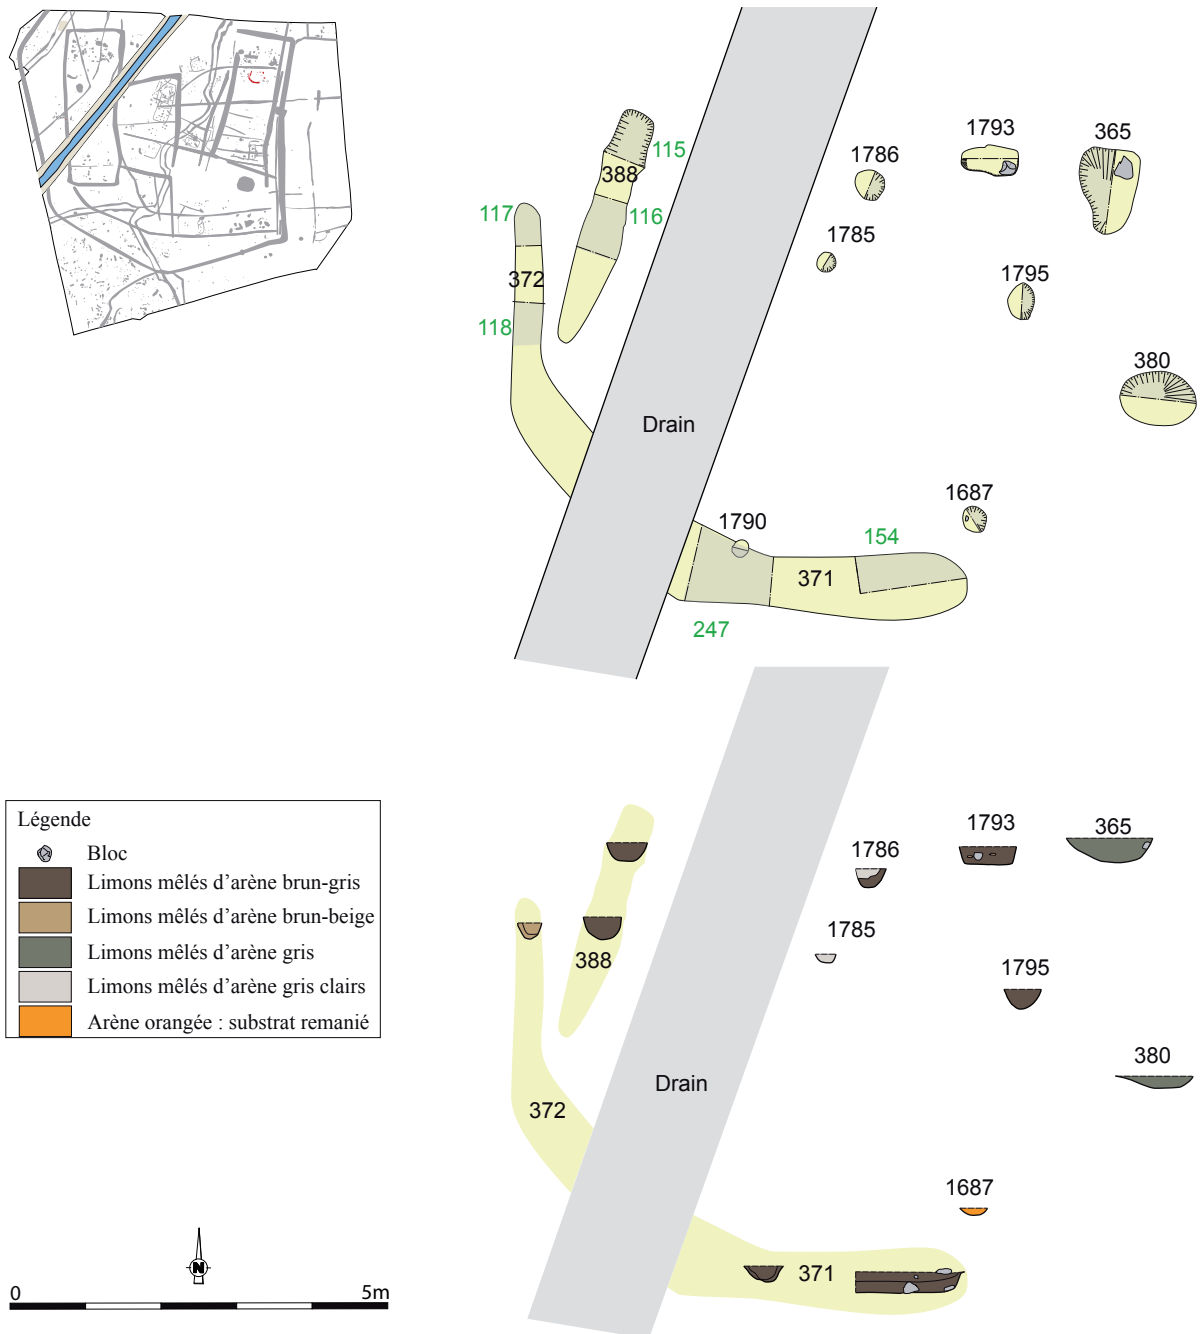 115
388
116
117
372
118
Drain
1786
1793
365
1785
1795
380
1687
1790
154
371
247
Légende
Bloc
Limons mêlés d'arène brun-gris
Limons mêlés d'arène brun-beige
Limons mêlés d'arène gris
Limons mêlés d'arène gris clairs
Arène orangée : substrat remanié
388
372
Drain
1786
1793
365
1785
1795
380
1687
371
N
0 5m